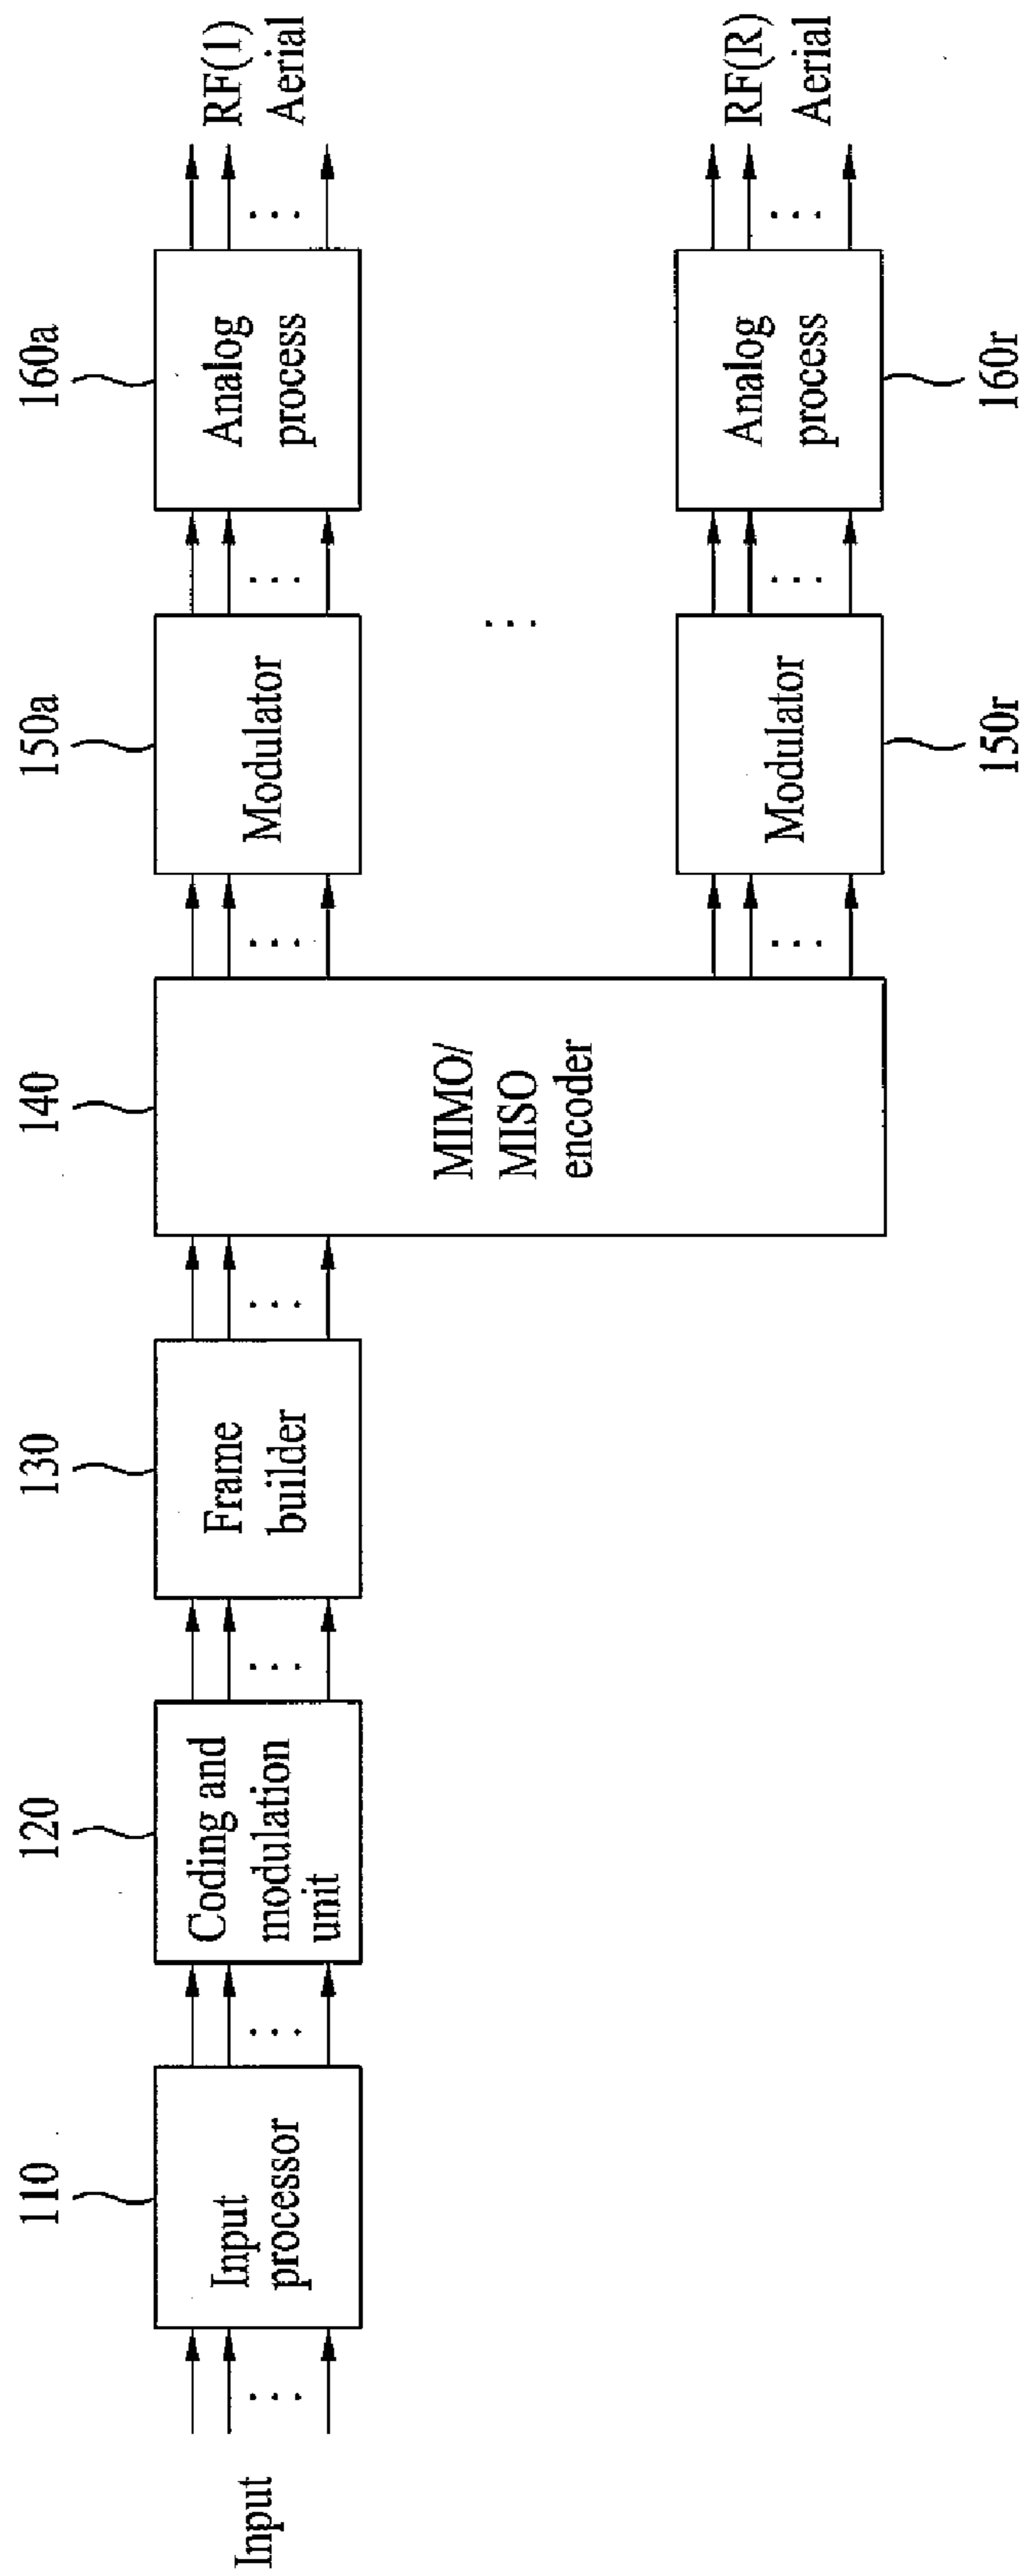 110
120
130
140
150a
160a
Input
Input
processor
Coding and
modulation
unit
Frame
builder
MIMO/
MISO
encoder
Modulator
Analog
process
RF(1)
Aerial
...
Modulator
Analog
process
RF(R)
Aerial
150r
160r